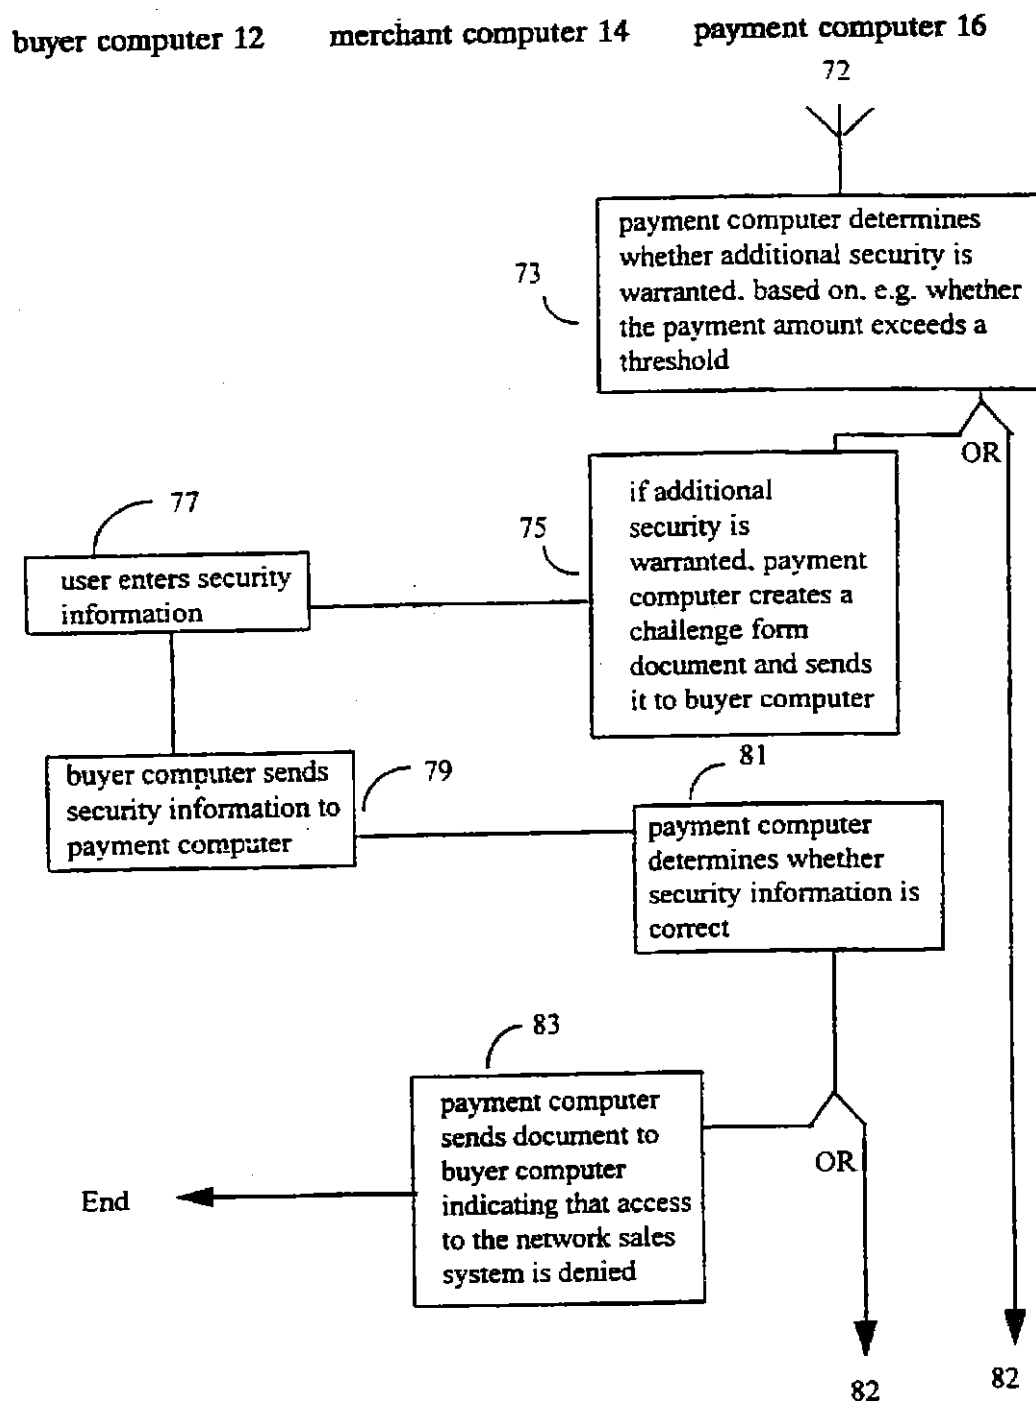 buyer computer 12 merchant computer 14 payment computer 16
72
payment computer determines
whether additional security is
warranted. based on. e.g. whether
the payment amount exceeds a
threshold
73
OR
if additional
security is
warranted. payment
computer creates a
challenge form
document and sends
it to buyer computer
75
77
user enters security
information
buyer computer sends
security information to
payment computer
79
81
payment computer
determines whether
security information is
correct
83
payment computer
sends document to
buyer computer
indicating that access
to the network sales
system is denied
OR
End
82
82